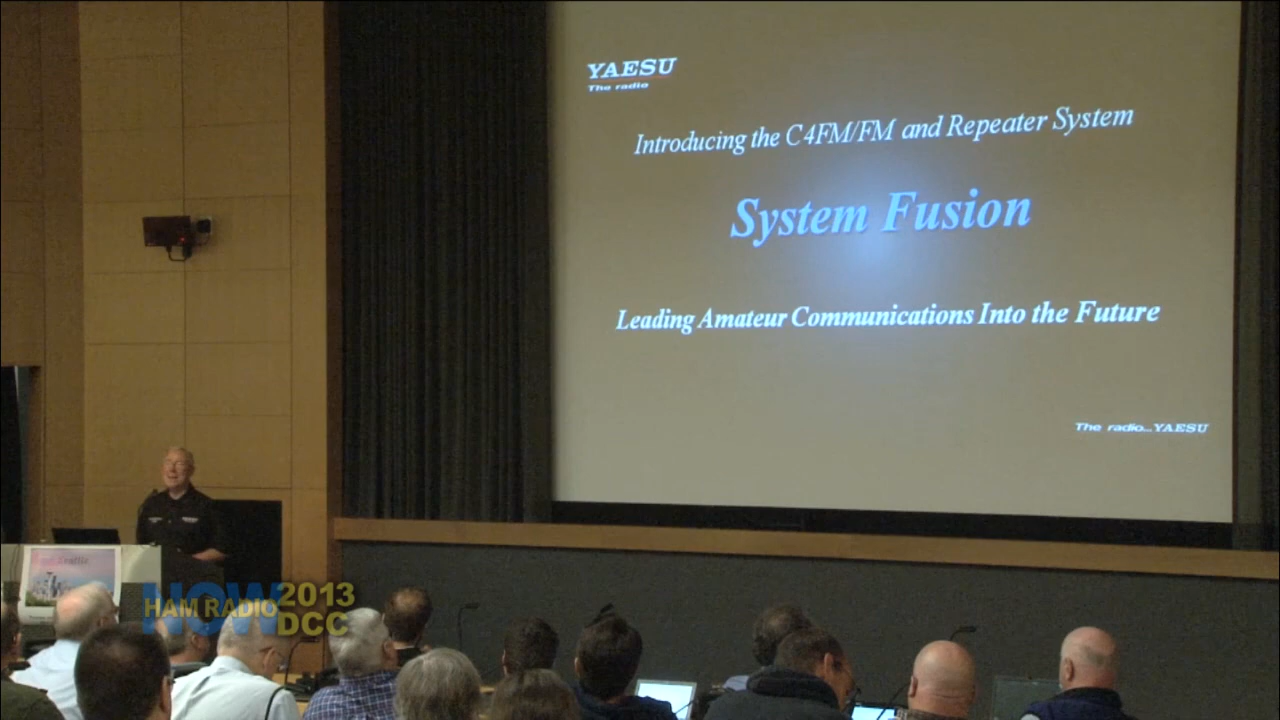 YAESU
The radio
Introducing the C4FM/FM and Repeater System
System Fusion
Leading Amateur Communications Into the Future
The radio...YAESU
Seattle
HAM RADIO NOW 2013 DCC